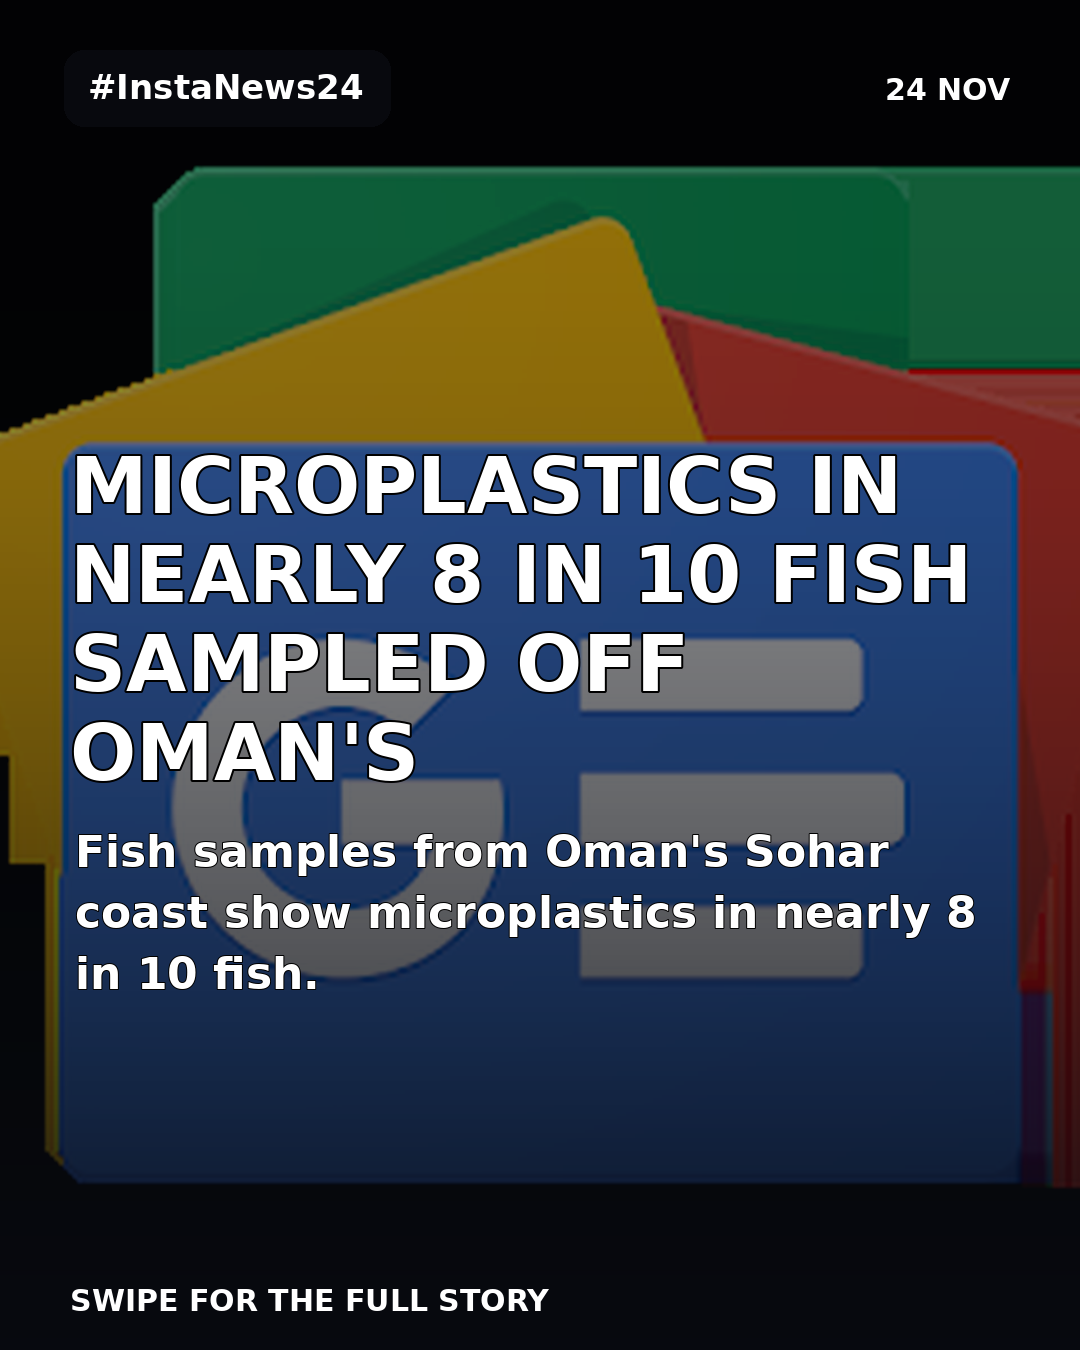 #InstaNews24
24 NOV
MICROPLASTICS IN
NEARLY 8 IN 10 FISH
SAMPLED OFF
OMAN'S
Fish samples from Oman's Sohar
coast show microplastics in nearly 8
in 10 fish.
SWIPE FOR THE FULL STORY